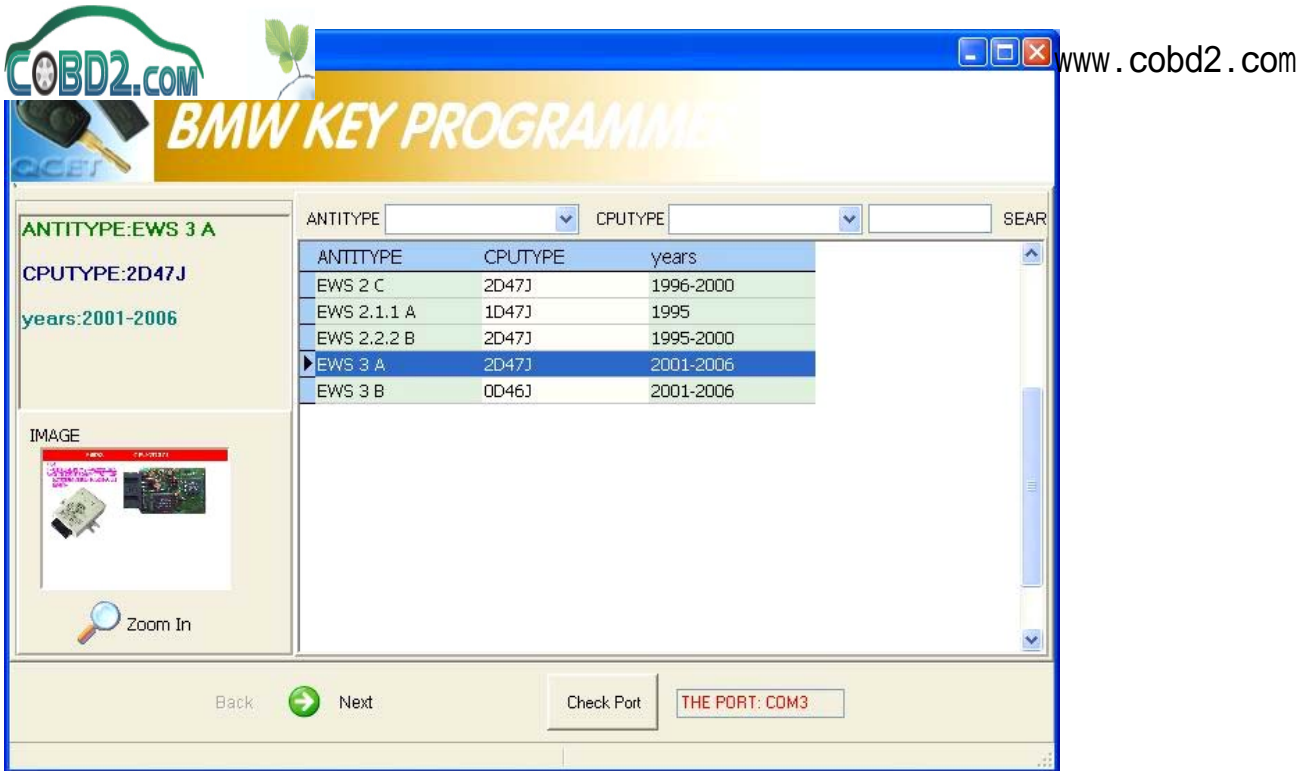 COBD2.COM
www.cobd2.com
BMW KEY PROGRAMME
QCET
ANTITYPE:EWS 3 A
CPUTYPE:2D47J
years:2001-2006
ANTITYPE CPUTYPE SEAR
ANTITYPE CPUTYPE years
EWS 2 C 2D47J 1996-2000
EWS 2.1.1 A 1D47J 1995
EWS 2.2.2 B 2D47J 1995-2000
EWS 3 A 2D47J 2001-2006
EWS 3 B 0D46J 2001-2006
IMAGE
Zoom In
Back Next Check Port THE PORT: COM3